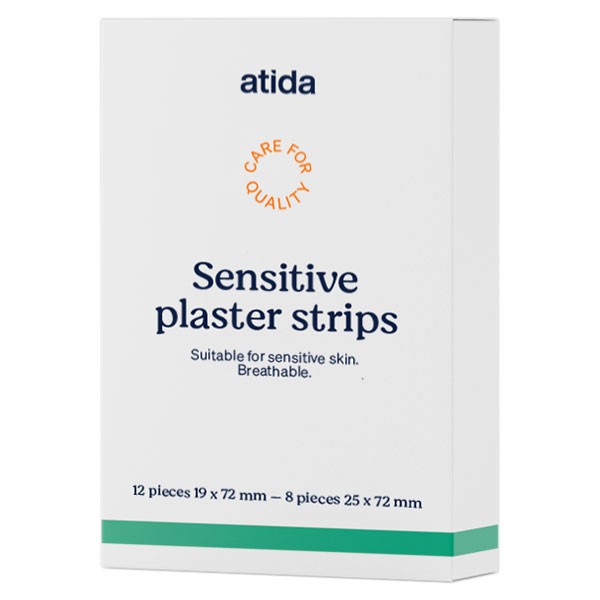 atida
CARE FOR
QUALITY
Sensitive
plaster strips
Suitable for sensitive skin.
Breathable.
12 pieces 19 x 72 mm – 8 pieces 25 x 72 mm